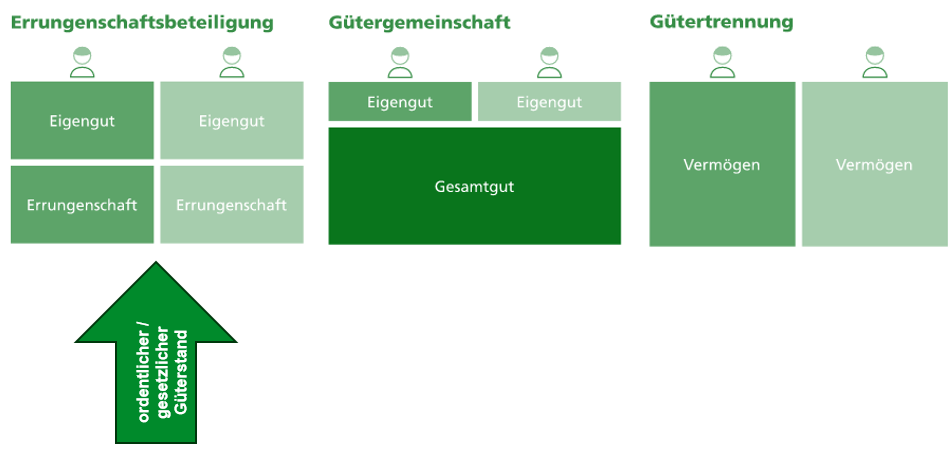 Errungenschaftsbeteiligung
Eigengut
Eigengut
Errungenschaft
Errungenschaft
ordentlicher /
gesetzlicher
Güterstand
Gütergemeinschaft
Eigengut
Eigengut
Gesamtgut
Gütertrennung
Vermögen
Vermögen